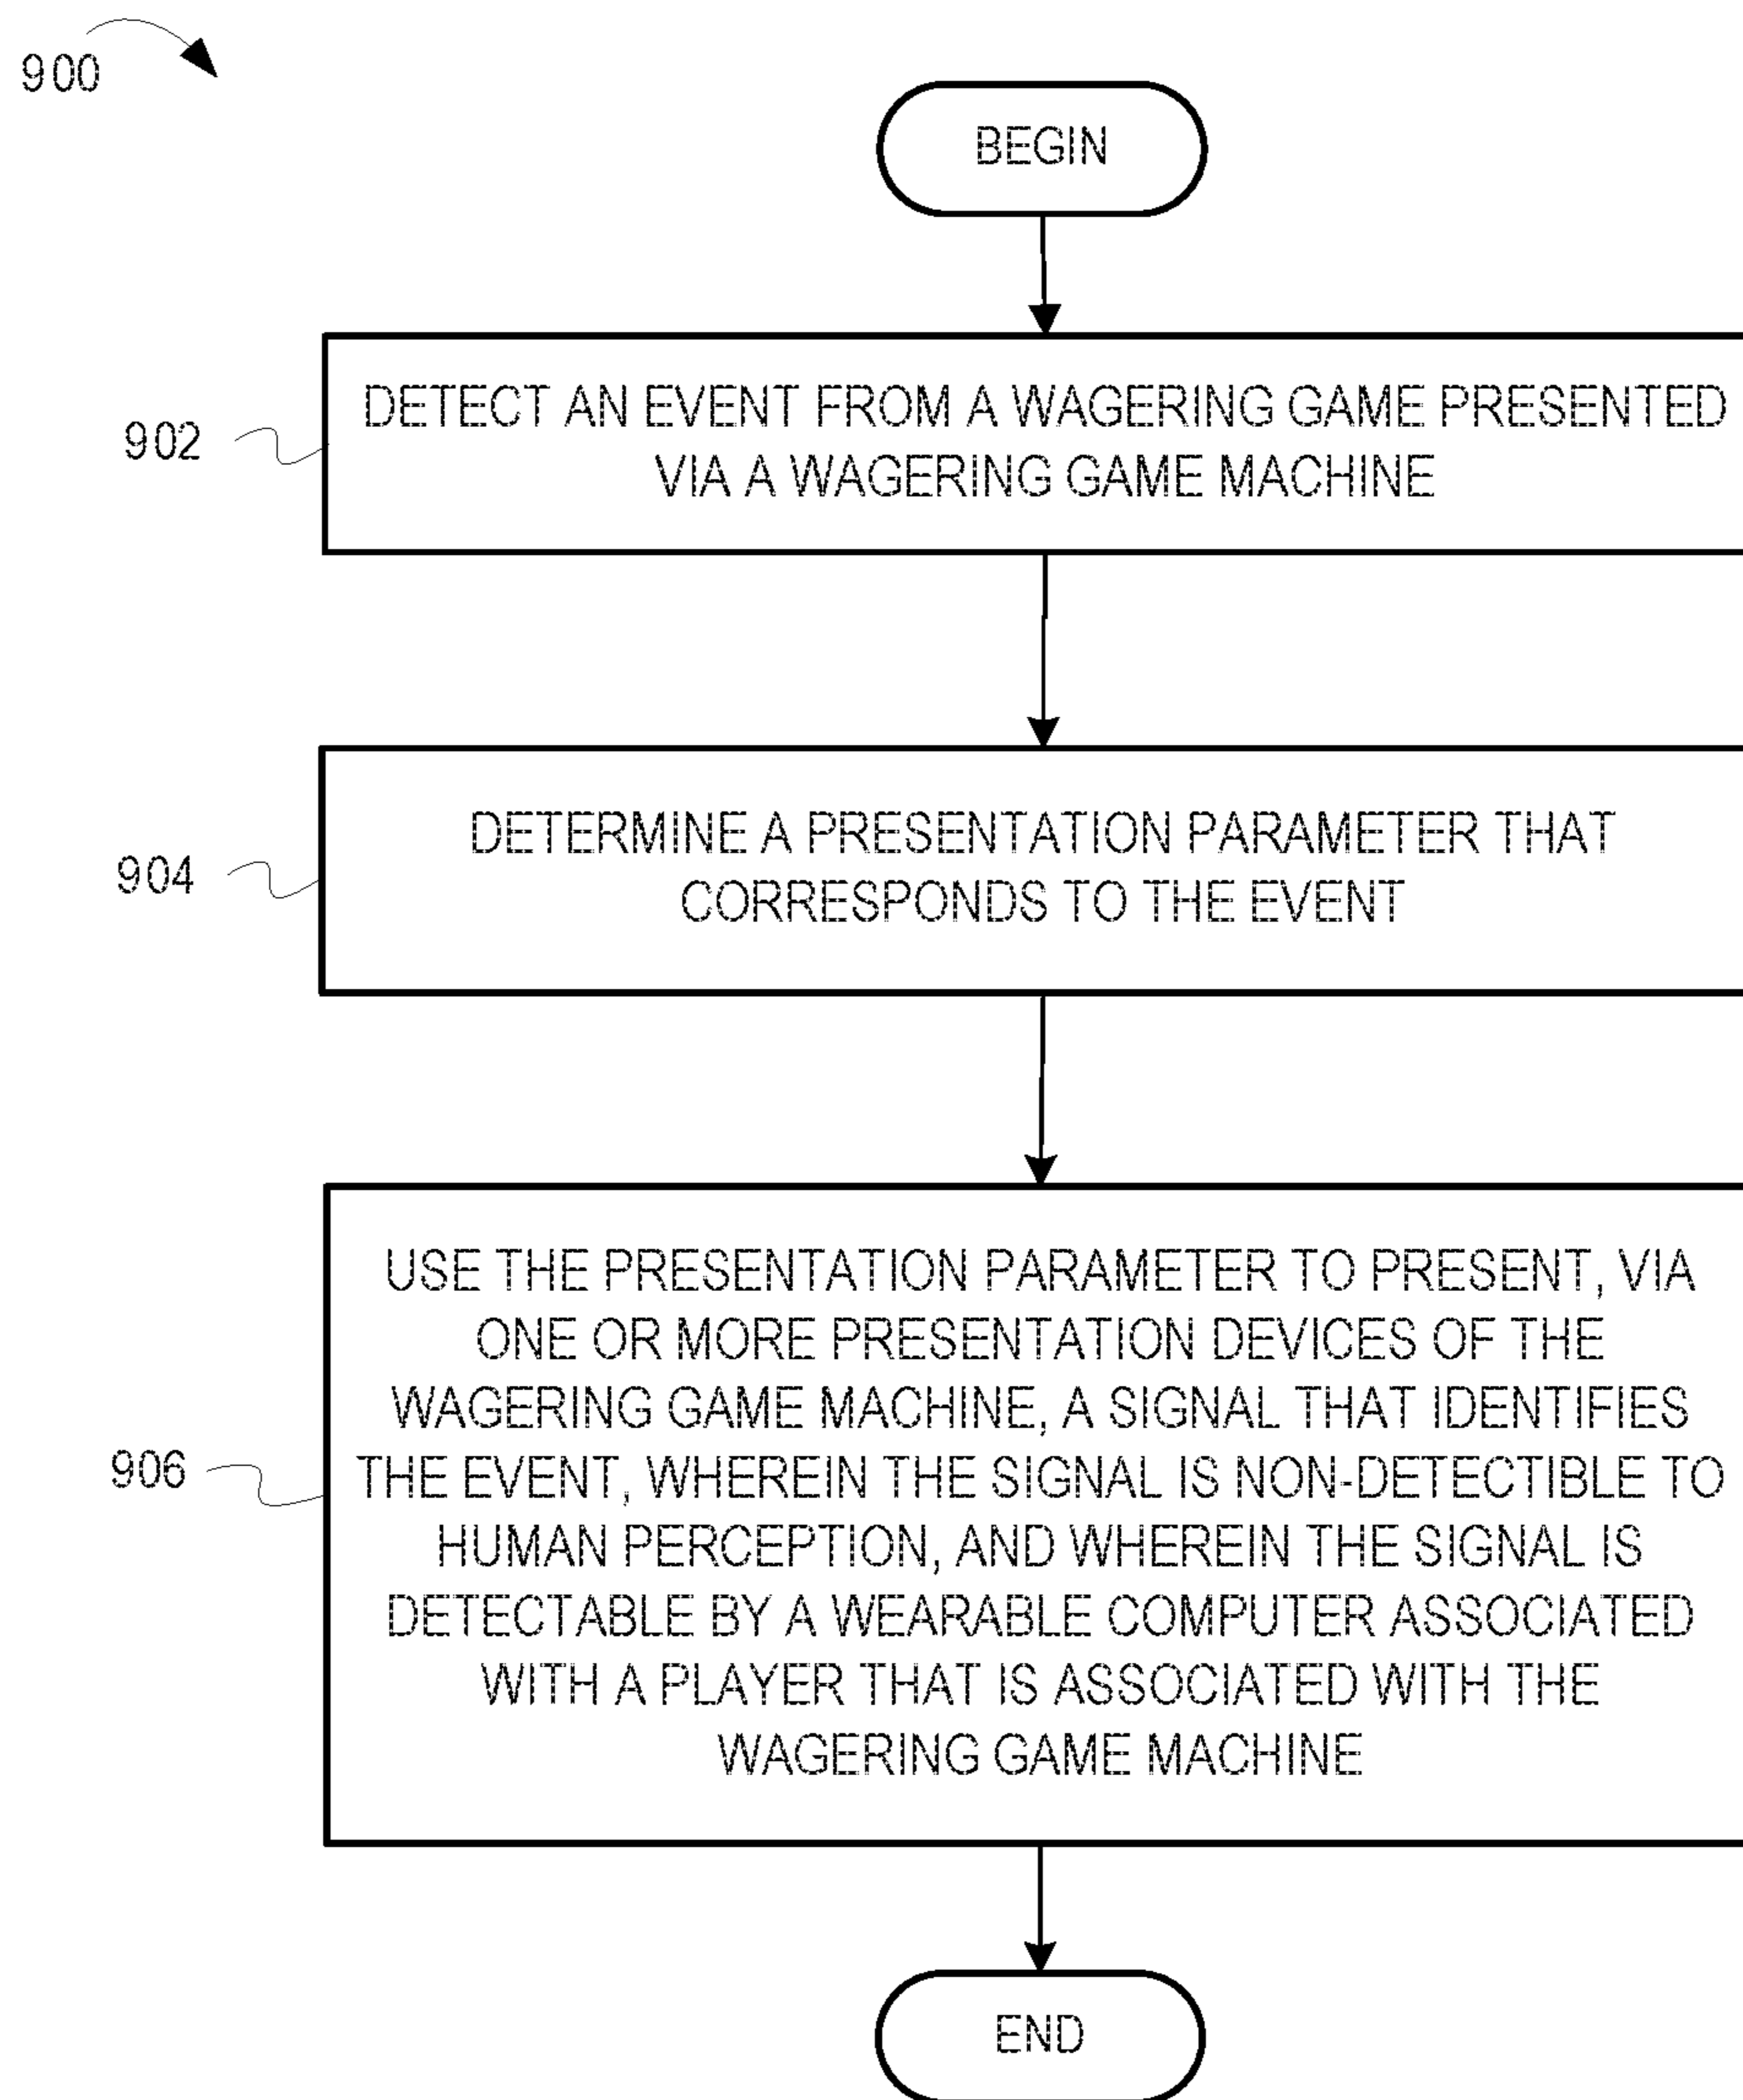 900
BEGIN
902
DETECT AN EVENT FROM A WAGERING GAME PRESENTED
VIA A WAGERING GAME MACHINE
904
DETERMINE A PRESENTATION PARAMETER THAT
CORRESPONDS TO THE EVENT
906
USE THE PRESENTATION PARAMETER TO PRESENT, VIA
ONE OR MORE PRESENTATION DEVICES OF THE
WAGERING GAME MACHINE, A SIGNAL THAT IDENTIFIES
THE EVENT, WHEREIN THE SIGNAL IS NON-DETECTIBLE TO
HUMAN PERCEPTION, AND WHEREIN THE SIGNAL IS
DETECTABLE BY A WEARABLE COMPUTER ASSOCIATED
WITH A PLAYER THAT IS ASSOCIATED WITH THE
WAGERING GAME MACHINE
END